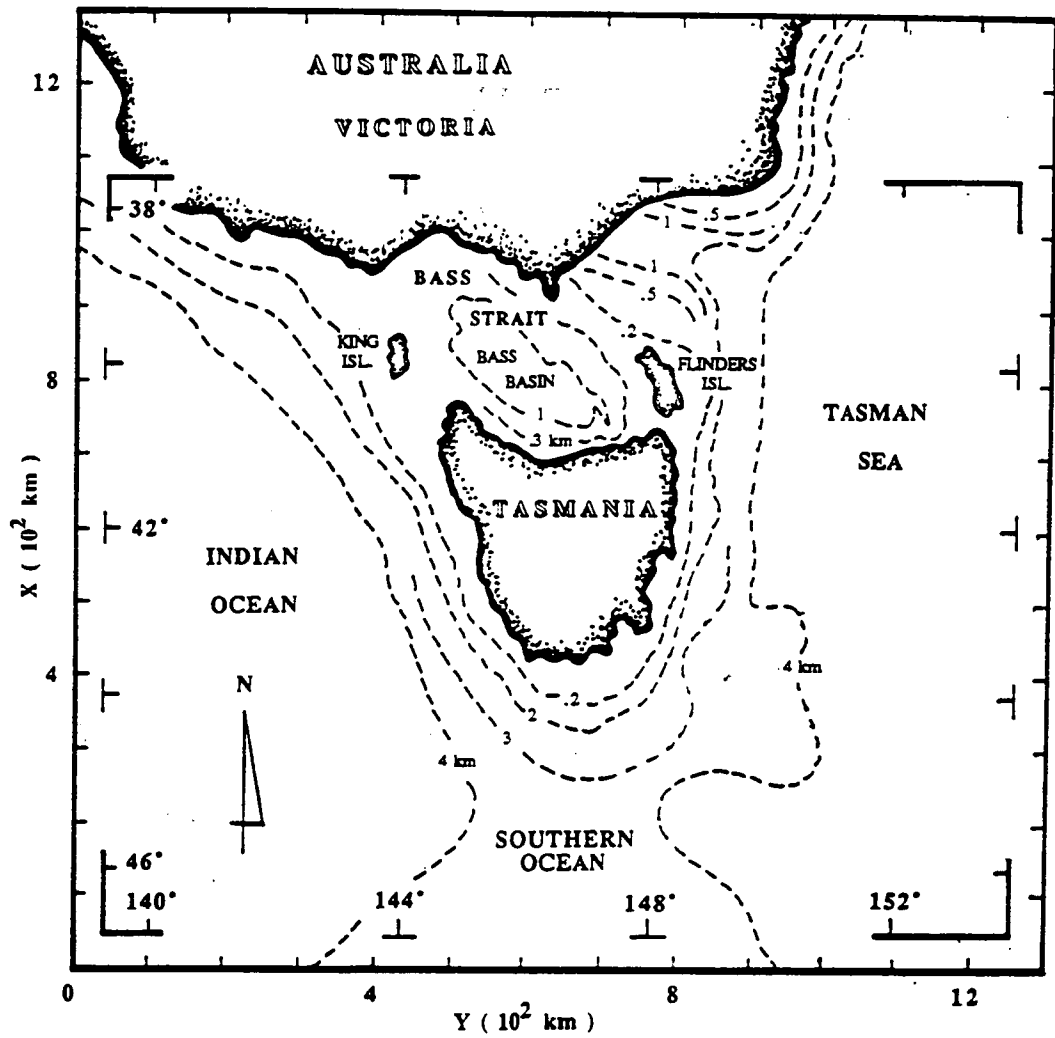 12
AUSTRALIA
VICTORIA
38°
.5
1
BASS
1
.5
STRAIT
.2
KING
ISL.
BASS
BASIN
FLINDERS
ISL.
8
1
.3 km
TASMAN
SEA
TASMANIA
42°
X ( 10² km )
INDIAN
OCEAN
4
4 km
N
.2
2
3
4 km
SOUTHERN
OCEAN
46°
140°
144°
148°
152°
0
4
8
12
Y ( 10² km )